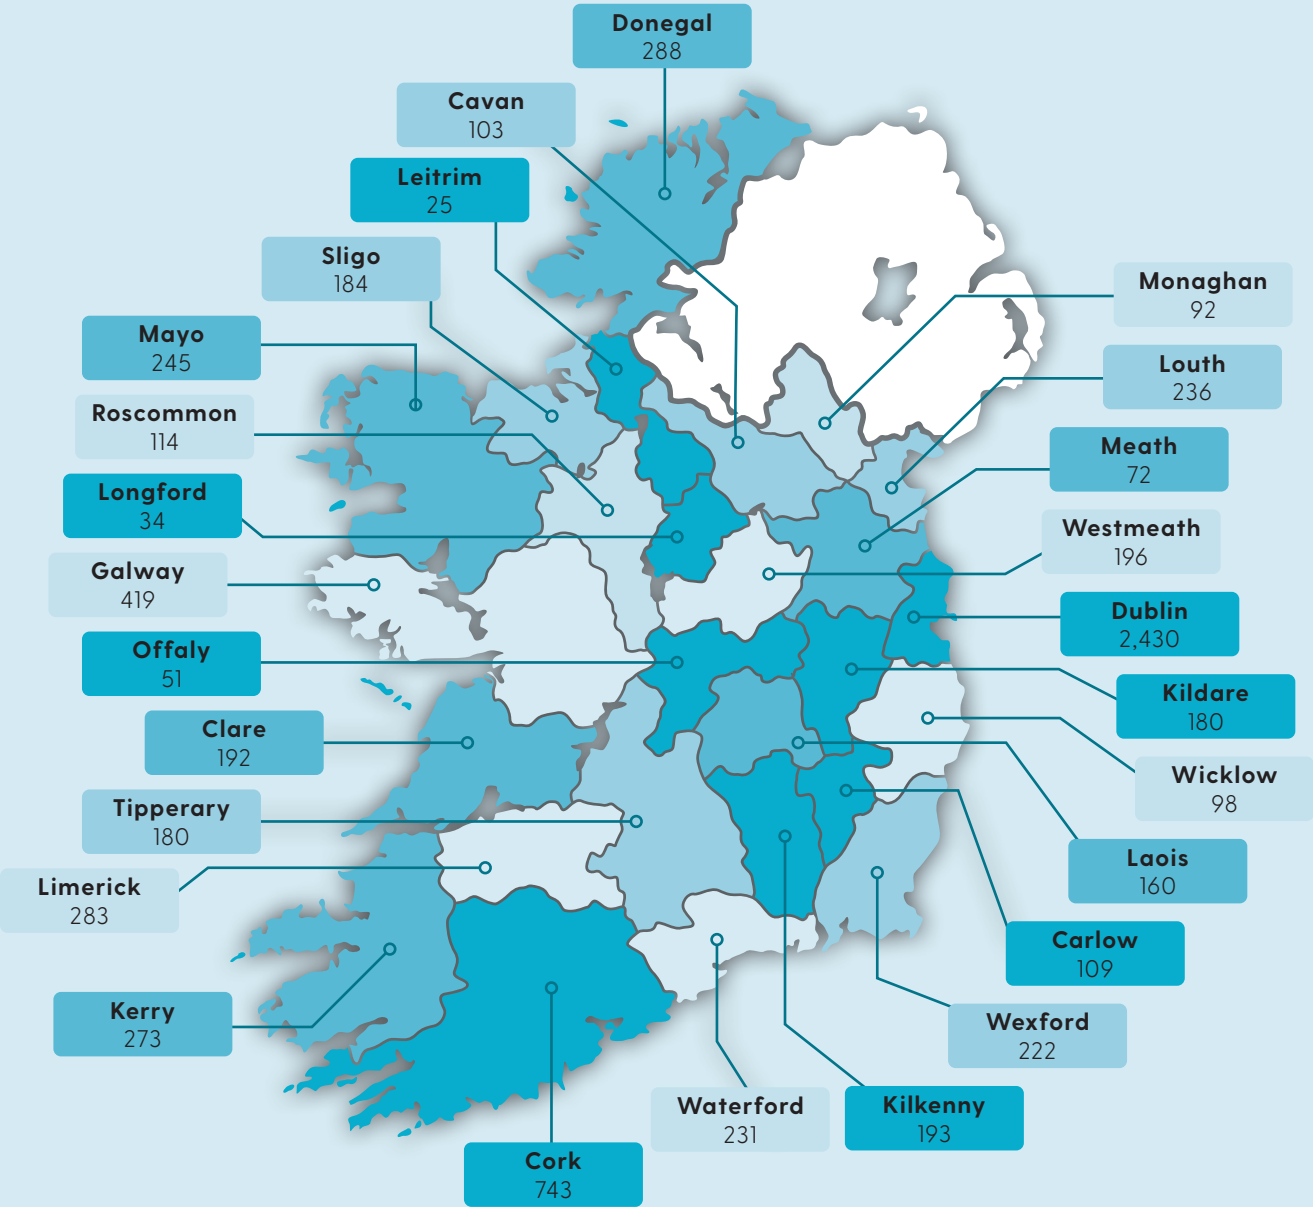 Donegal
288
Cavan
103
Leitrim
25
Sligo
184
Monaghan
92
Mayo
245
Louth
236
Roscommon
114
Meath
72
Longford
34
Westmeath
196
Galway
419
Dublin
2,430
Offaly
51
Kildare
180
Clare
192
Wicklow
98
Tipperary
180
Laois
160
Limerick
283
Carlow
109
Kerry
273
Wexford
222
Waterford
231
Kilkenny
193
Cork
743